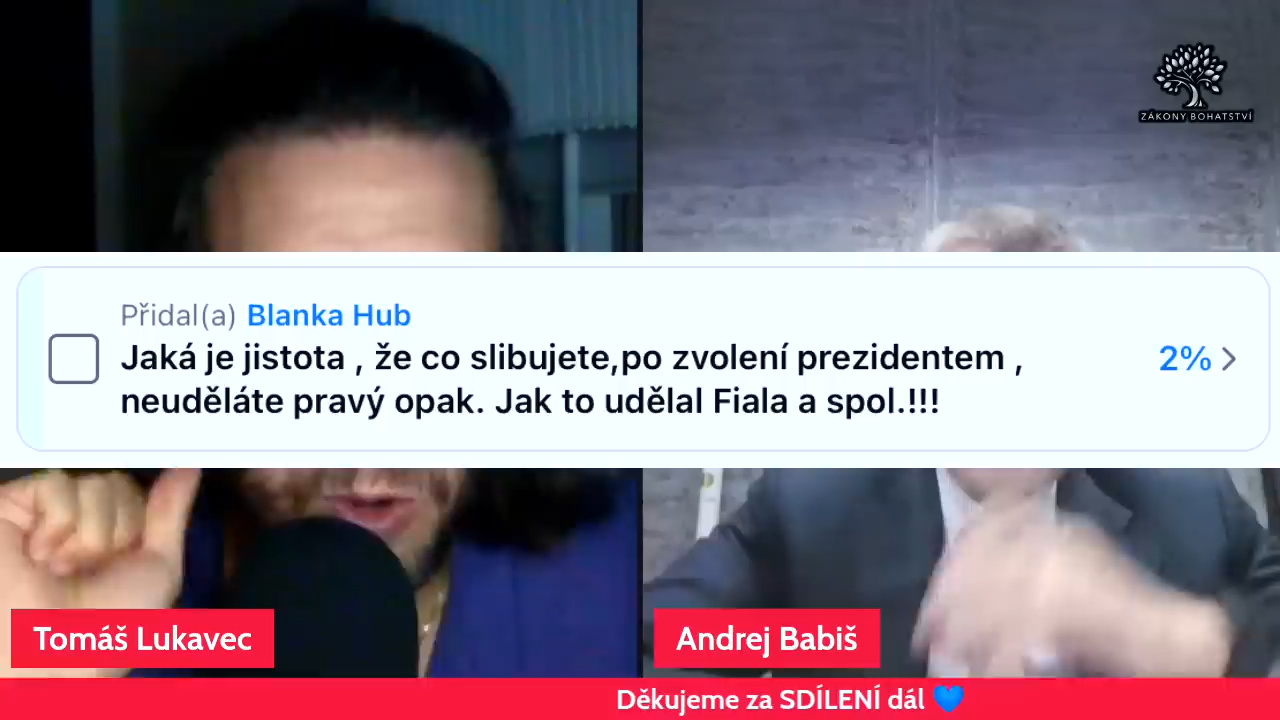 ZÁKONY BOHATSTVÍ
Přidal(a) Blanka Hub
Jaká je jistota , že co slibujete,po zvolení prezidentem ,
neuděláte pravý opak. Jak to udělal Fiala a spol.!!!
2%
Tomáš Lukavec
Andrej Babiš
Děkujeme za SDÍLENÍ dál 💙